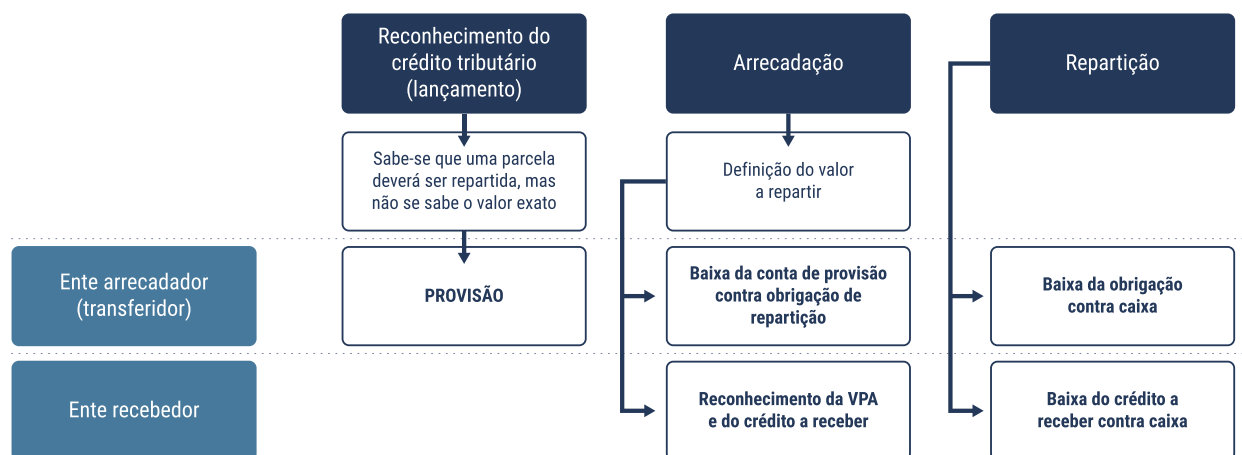 Reconhecimento do
crédito tributário
(lançamento)
Arrecadação
Repartição
Sabe-se que uma parcela
deverá ser repartida, mas
não se sabe o valor exato
Definição do valor
a repartir
Ente arrecadador
(transferidor)
PROVISÃO
Baixa da conta de provisão
contra obrigação de
repartição
Baixa da obrigação
contra caixa
Ente recebedor
Reconhecimento da VPA
e do crédito a receber
Baixa do crédito a
receber contra caixa